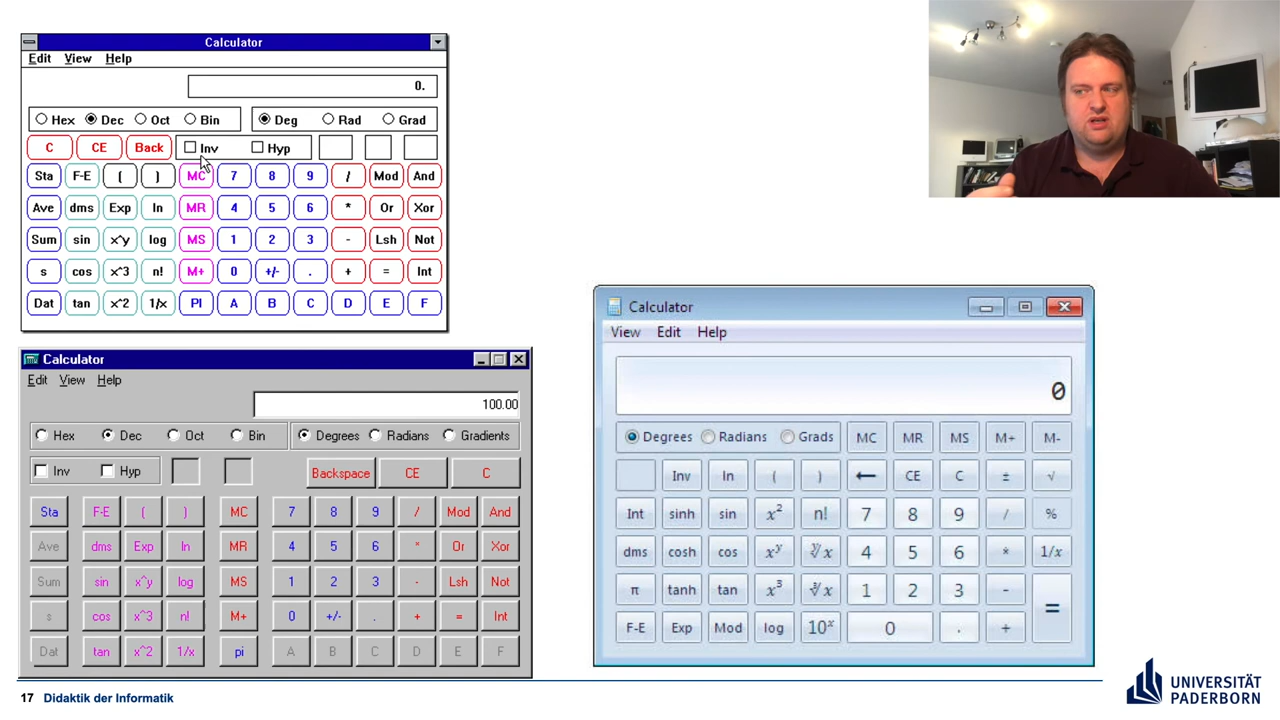 Calculator
Edit View Help
0.
Hex Dec Oct Bin Deg Rad Grad
C CE Back Inv Hyp
Sta F-E ( ) MC 7 8 9 / Mod And
Ave dms Exp ln MR 4 5 6 * Or Xor
Sum sin x^y log MS 1 2 3 - Lsh Not
s cos x^3 n! M+ 0 +/- . + = Int
Dat tan x^2 1/x PI A B C D E F
Calculator
Edit View Help
100.00
Hex Dec Oct Bin Degrees Radians Gradients
Inv Hyp Backspace CE C
Sta F-E ( ) MC 7 8 9 / Mod And
Ave dms Exp ln MR 4 5 6 * Or Xor
Sum sin x^y log MS 1 2 3 - Lsh Not
s cos x^3 n! M+ 0 +/- . + = Int
Dat tan x^2 1/x pi A B C D E F
Calculator
View Edit Help
0
Degrees Radians Grads MC MR MS M+ M-
Inv ln ( ) ← CE C ± √
Int sinh sin x² n! 7 8 9 / %
dms cosh cos xʸ ʸ√x 4 5 6 * 1/x
π tanh tan x³ ³√x 1 2 3 - =
F-E Exp Mod log 10ˣ 0 . +
17 Didaktik der Informatik
UNIVERSITÄT
PADERBORN